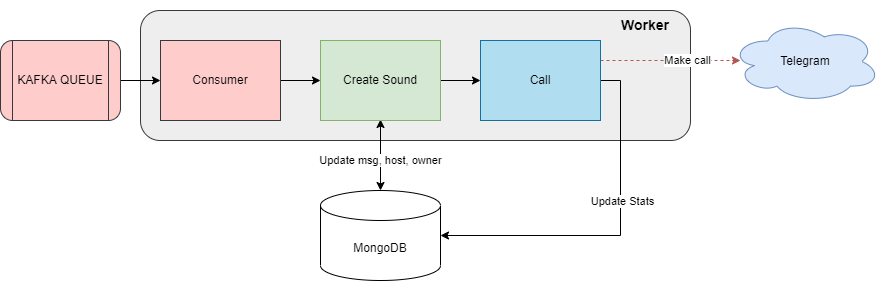 Worker
KAFKA QUEUE
Consumer
Create Sound
Call
Make call
Telegram
Update msg, host, owner
Update Stats
MongoDB